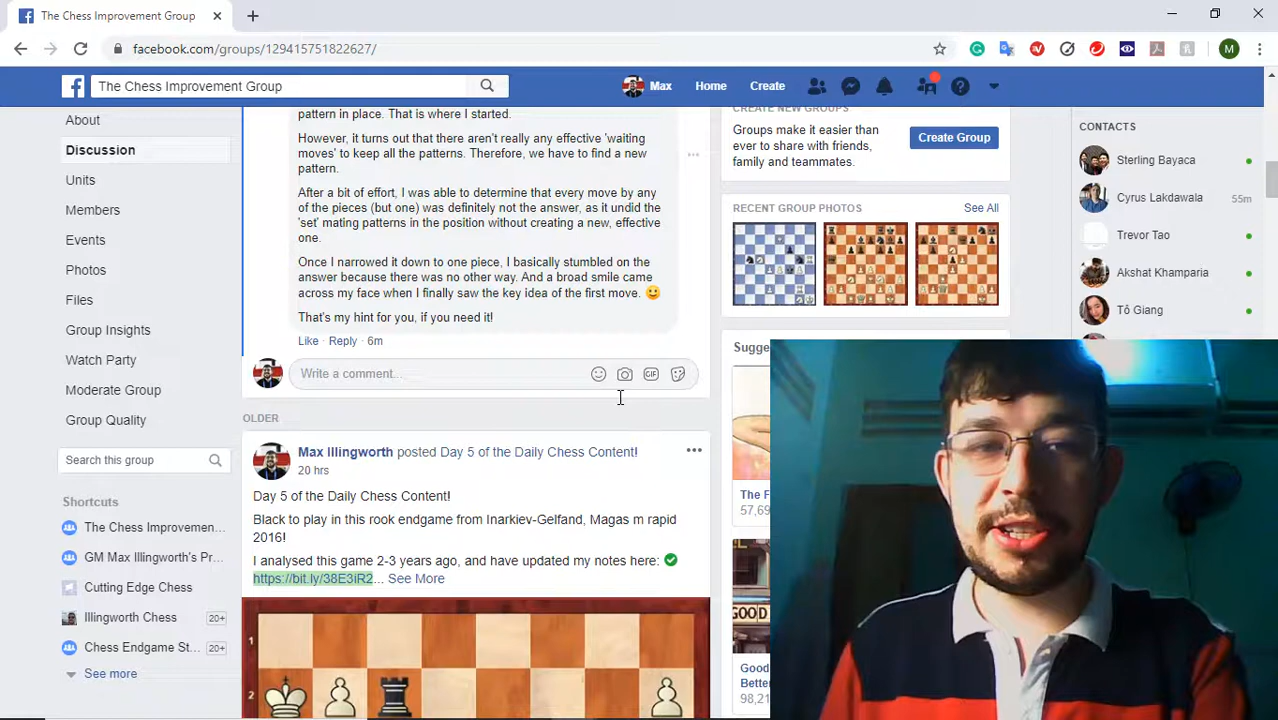 The Chess Improvement Group
facebook.com/groups/129415751822627/
M
The Chess Improvement Group
Max
Home
Create
About
Discussion
Units
Members
Events
Photos
Files
Group Insights
Watch Party
Moderate Group
Group Quality
Search this group
Shortcuts
The Chess Improvemen...
GM Max Illingworth's Pr...
Cutting Edge Chess
Illingworth Chess 20+
Chess Endgame St... 20+
See more
pattern in place. That is where I started.
However, it turns out that there aren't really any effective 'waiting
moves' to keep all the patterns. Therefore, we have to find a new
pattern.
After a bit of effort, I was able to determine that every move by any
of the pieces (bar one) was definitely not the answer, as it undid the
'set' mating patterns in the position without creating a new, effective
one.
Once I narrowed it down to one piece, I basically stumbled on the
answer because there was no other way. And a broad smile came
across my face when I finally saw the key idea of the first move.
That's my hint for you, if you need it!
Like · Reply · 6m
Write a comment...
GIF
OLDER
Max Illingworth posted Day 5 of the Daily Chess Content!
20 hrs
Day 5 of the Daily Chess Content!
Black to play in this rook endgame from Inarkiev-Gelfand, Magas m rapid
2016!
I analysed this game 2-3 years ago, and have updated my notes here:
https://bit.ly/38E3iR2... See More
1
2
CREATE NEW GROUPS
Groups make it easier than
ever to share with friends,
family and teammates.
Create Group
RECENT GROUP PHOTOS
See All
Sugge
The F
57,69
GOOD
Good
Better
98,21
CONTACTS
Sterling Bayaca
Cyrus Lakdawala 55m
Trevor Tao
Akshat Khamparia
Tô Giang